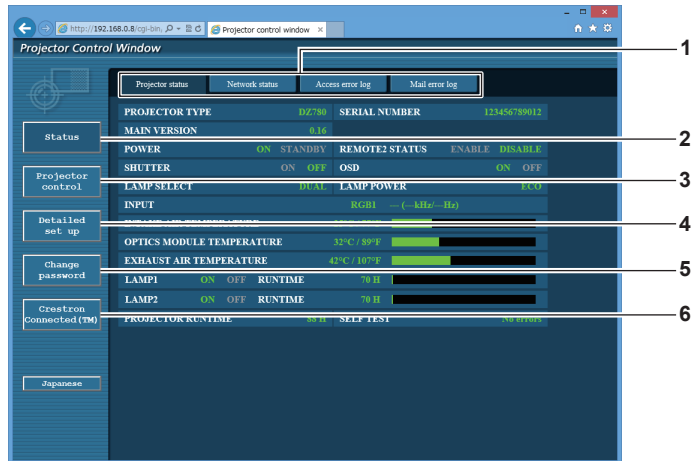 http://192.168.0.8/cgi-bin, Projector control window ×
Projector Control Window
1
Projector status Network status Access error log Mail error log
PROJECTOR TYPE DZ780 SERIAL NUMBER 123456789012
MAIN VERSION 0.16
Status 2
POWER ON STANDBY REMOTE2 STATUS ENABLE DISABLE
SHUTTER ON OFF OSD ON OFF
Projector control 3
LAMP SELECT DUAL LAMP POWER ECO
INPUT RGB1 --- (---kHz/---Hz)
Detailed set up 4
OPTICS MODULE TEMPERATURE 32°C / 89°F
EXHAUST AIR TEMPERATURE 42°C / 107°F
Change password 5
LAMP1 ON OFF RUNTIME 70 H
LAMP2 ON OFF RUNTIME 70 H
Crestron Connected(TM) 6
PROJECTOR RUNTIME 88 H SELF TEST No errors
Japanese